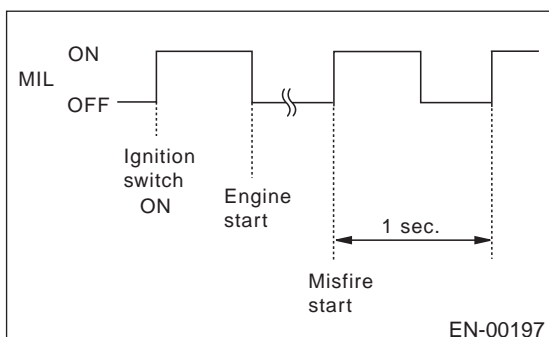 ON
MIL
OFF
Ignition
switch
ON
Engine
start
1 sec.
Misfire
start
EN-00197